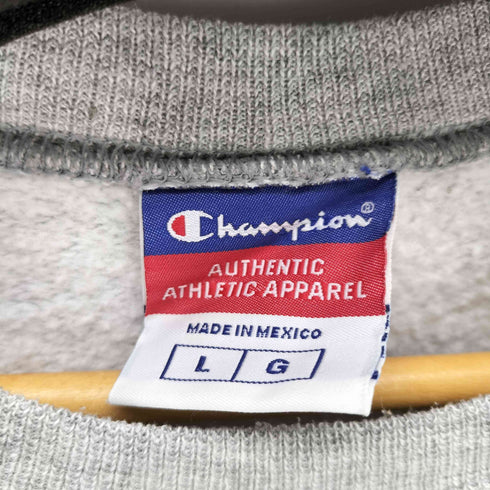 Champion®
AUTHENTIC
ATHLETIC APPAREL
MADE IN MEXICO
L G